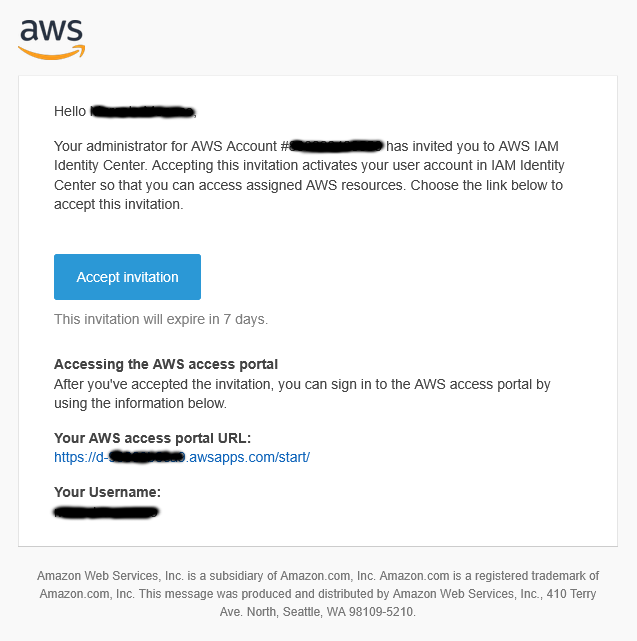 aws
Hello
Your administrator for AWS Account # has invited you to AWS IAM
Identity Center. Accepting this invitation activates your user account in IAM Identity
Center so that you can access assigned AWS resources. Choose the link below to
accept this invitation.
Accept invitation
This invitation will expire in 7 days.
Accessing the AWS access portal
After you've accepted the invitation, you can sign in to the AWS access portal by
using the information below.
Your AWS access portal URL:
https://d- .awsapps.com/start/
Your Username:
Amazon Web Services, Inc. is a subsidiary of Amazon.com, Inc. Amazon.com is a registered trademark of
Amazon.com, Inc. This message was produced and distributed by Amazon Web Services, Inc., 410 Terry
Ave. North, Seattle, WA 98109-5210.